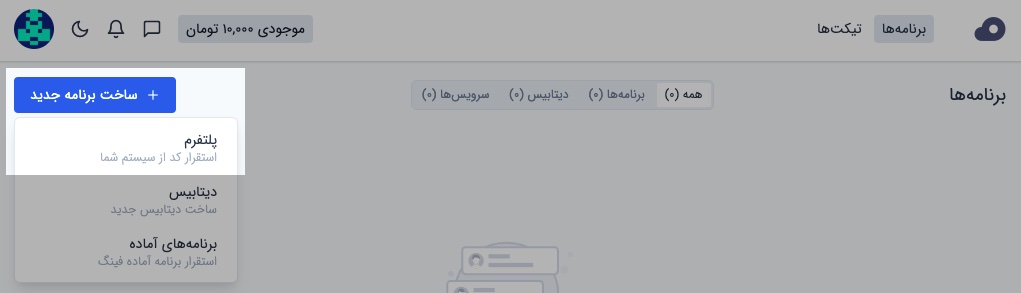 برنامه‌ها
تیکت‌ها
موجودی ۱۰,۰۰۰ تومان
برنامه‌ها
همه (۰)
برنامه‌ها (۰)
دیتابیس (۰)
سرویس‌ها (۰)
+ ساخت برنامه جدید
پلتفرم
استقرار کد از سیستم شما
دیتابیس
ساخت دیتابیس جدید
برنامه‌های آماده
استقرار برنامه آماده فینگ